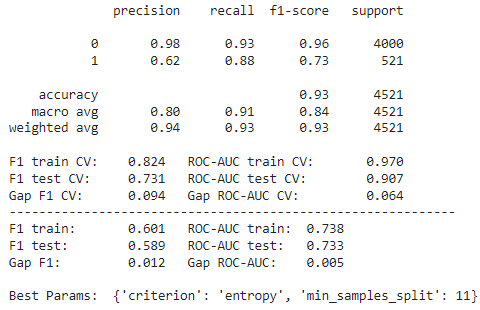 precision recall f1-score support
0 0.98 0.93 0.96 4000
1 0.62 0.88 0.73 521
accuracy 0.93 4521
macro avg 0.80 0.91 0.84 4521
weighted avg 0.94 0.93 0.93 4521
F1 train CV: 0.824 ROC-AUC train CV: 0.970
F1 test CV: 0.731 ROC-AUC test CV: 0.907
Gap F1 CV: 0.094 Gap ROC-AUC CV: 0.064
-----------------------------------------------------------
F1 train: 0.601 ROC-AUC train: 0.738
F1 test: 0.589 ROC-AUC test: 0.733
Gap F1: 0.012 Gap ROC-AUC: 0.005
Best Params: {'criterion': 'entropy', 'min_samples_split': 11}